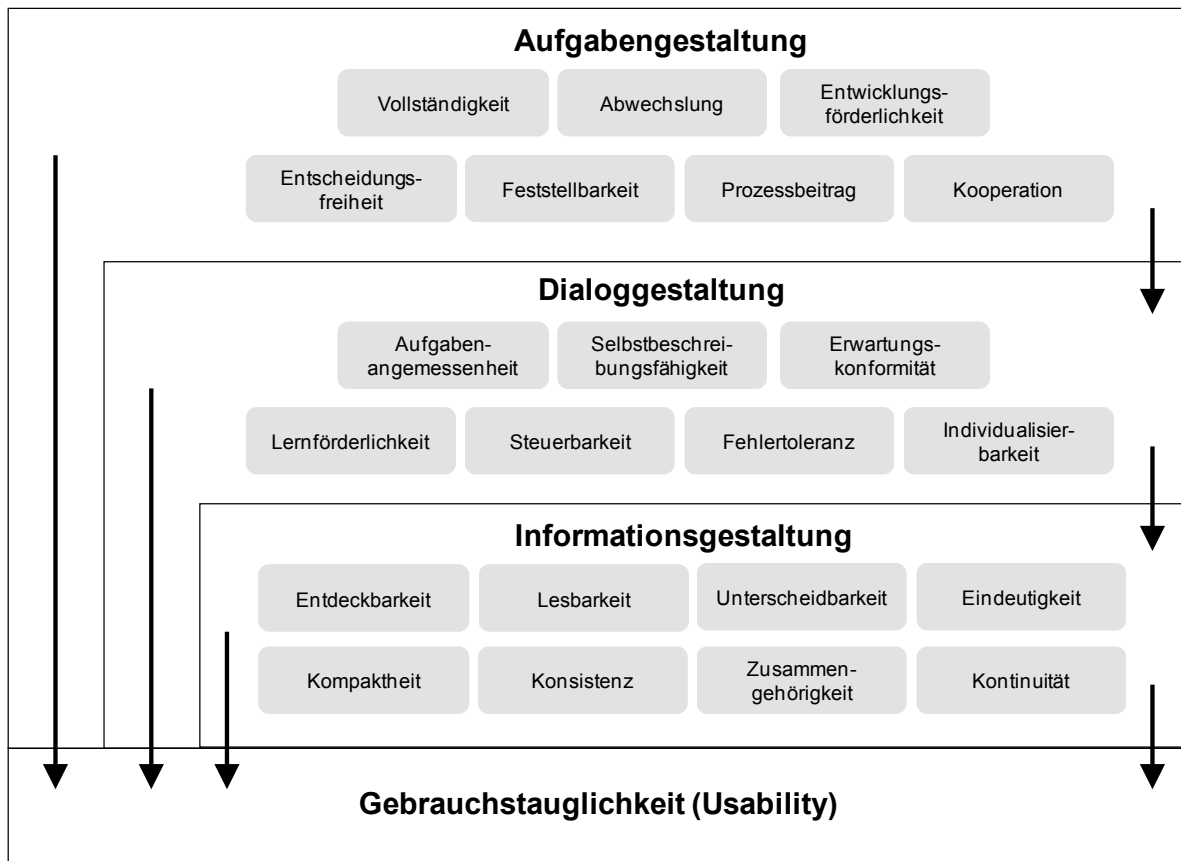 Aufgabengestaltung
Vollständigkeit
Abwechslung
Entwicklungs-
förderlichkeit
Entscheidungs-
freiheit
Feststellbarkeit
Prozessbeitrag
Kooperation
Dialoggestaltung
Aufgaben-
angemessenheit
Selbstbeschrei-
bungsfähigkeit
Erwartungs-
konformität
Lernförderlichkeit
Steuerbarkeit
Fehlertoleranz
Individualisier-
barkeit
Informationsgestaltung
Entdeckbarkeit
Lesbarkeit
Unterscheidbarkeit
Eindeutigkeit
Kompaktheit
Konsistenz
Zusammen-
gehörigkeit
Kontinuität
Gebrauchstauglichkeit (Usability)